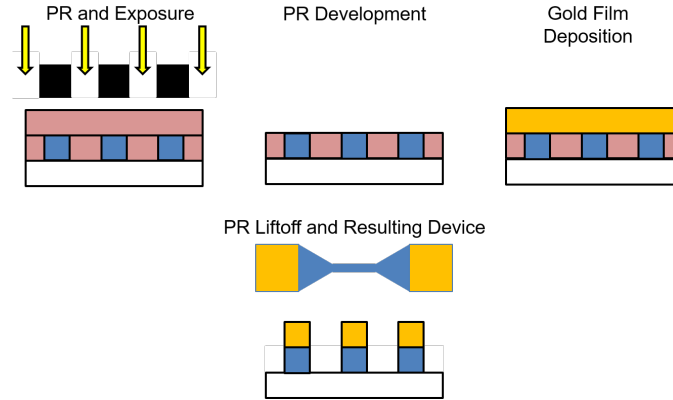 PR and Exposure
PR Development
Gold Film
Deposition
PR Liftoff and Resulting Device